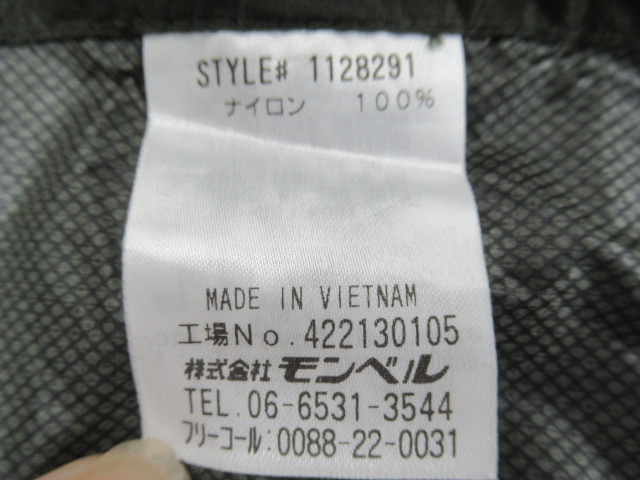 STYLE# 1128291
ナイロン 100%
MADE IN VIETNAM
工場No. 422130105
株式会社 モンベル
TEL. 06-6531-3544
フリーコール:0088-22-0031